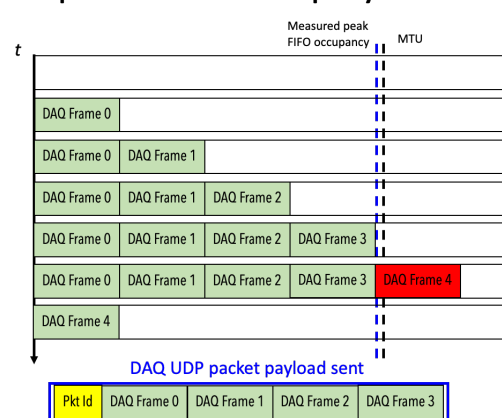 Measured peak
FIFO occupancy
MTU
t
DAQ Frame 0
DAQ Frame 0 DAQ Frame 1
DAQ Frame 0 DAQ Frame 1 DAQ Frame 2
DAQ Frame 0 DAQ Frame 1 DAQ Frame 2 DAQ Frame 3
DAQ Frame 0 DAQ Frame 1 DAQ Frame 2 DAQ Frame 3 DAQ Frame 4
DAQ Frame 4
DAQ UDP packet payload sent
Pkt Id DAQ Frame 0 DAQ Frame 1 DAQ Frame 2 DAQ Frame 3